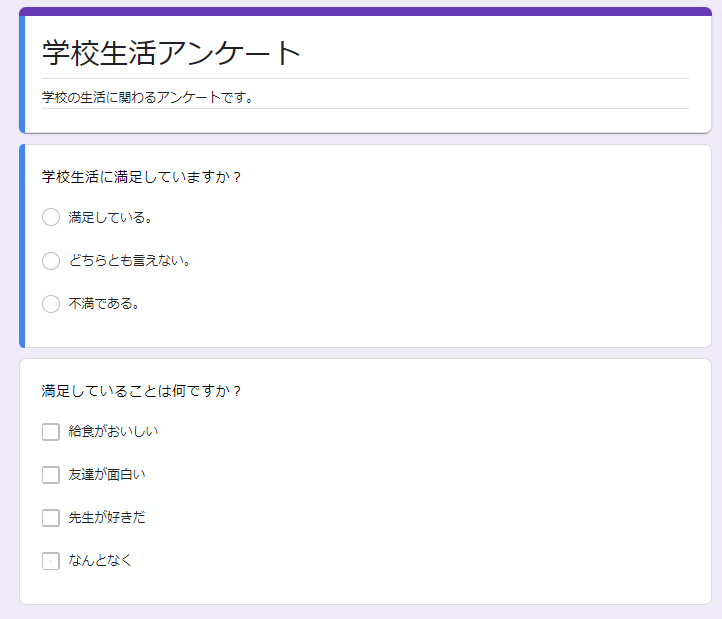 学校生活アンケート
学校の生活に関わるアンケートです。
学校生活に満足していますか？
満足している。
どちらとも言えない。
不満である。
満足していることは何ですか？
給食がおいしい
友達が面白い
先生が好きだ
なんとなく